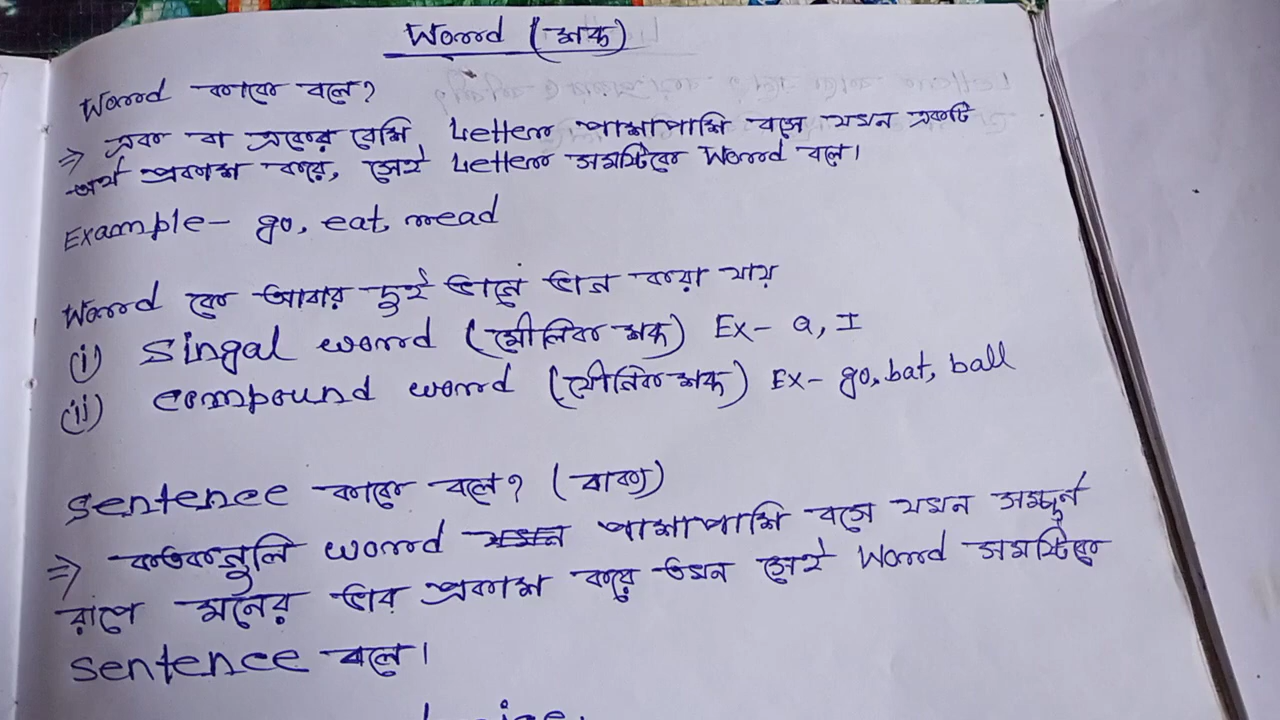 Word (শব্দ)
Word কাকে বলে?
⇒ এক বা একের বেশি Letter পাশাপাশি বসে যখন একটি
অর্থ প্রকাশ করে, সেই Letter সমষ্টিকে Word বলে।
Example- go, eat, read
Word কে আবার দুই ভাগে ভাগ করা যায়
(i) Singal word (মৌলিক শব্দ) Ex- a, I
(ii) compound word (যৌগিক শব্দ) Ex- go, bat, ball
Sentence কাকে বলে? (বাক্য)
⇒ কতকগুলি word যখন পাশাপাশি বসে যখন সম্পূর্ণ
রূপে মনের ভাব প্রকাশ করে তখন সেই Word সমষ্টিকে
Sentence বলে।